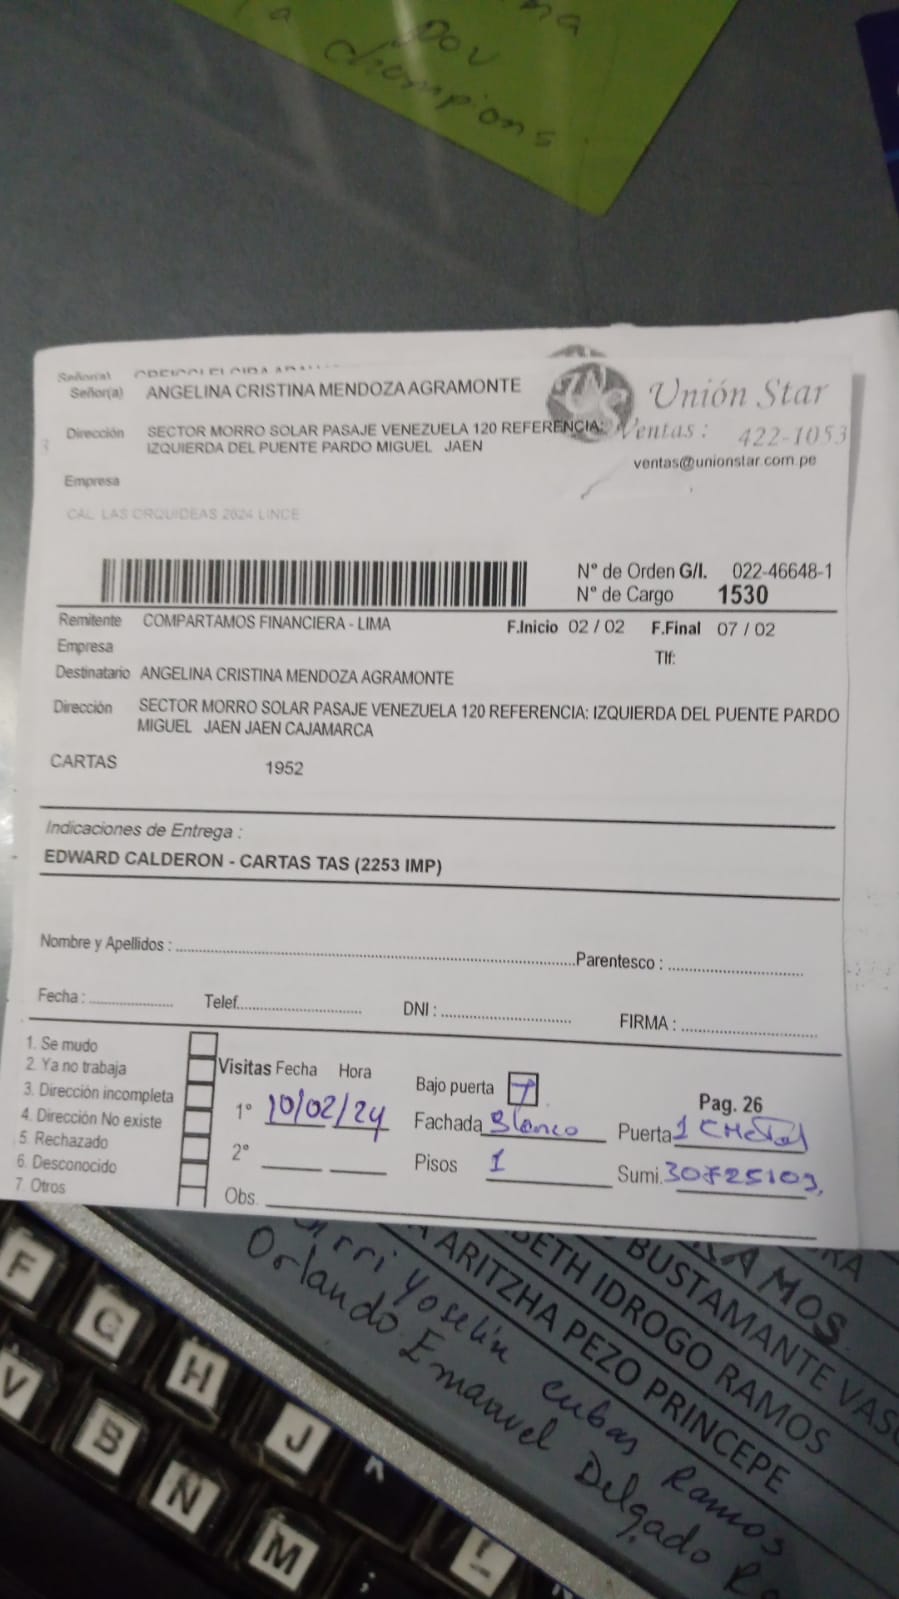 Dov
champions
Señor(a) ANGELINA CRISTINA MENDOZA AGRAMONTE
Unión Star
Dirección SECTOR MORRO SOLAR PASAJE VENEZUELA 120 REFERENCIA:
Ventas: 422-1053
IZQUIERDA DEL PUENTE PARDO MIGUEL JAEN
ventas@unionstar.com.pe
Empresa
CAL. LAS ORQUIDEAS 2624 LINCE
N° de Orden G/I. 022-46648-1
N° de Cargo 1530
Remitente COMPARTAMOS FINANCIERA - LIMA F.Inicio 02 / 02 F.Final 07 / 02
Empresa Tlf:
Destinatario ANGELINA CRISTINA MENDOZA AGRAMONTE
Dirección SECTOR MORRO SOLAR PASAJE VENEZUELA 120 REFERENCIA: IZQUIERDA DEL PUENTE PARDO
MIGUEL JAEN JAEN CAJAMARCA
CARTAS 1952
Indicaciones de Entrega :
EDWARD CALDERON - CARTAS TAS (2253 IMP)
Nombre y Apellidos : Parentesco :
Fecha : Telef. DNI : FIRMA :
1. Se mudo
2. Ya no trabaja
3. Dirección incompleta
4. Dirección No existe
5. Rechazado
6. Desconocido
7. Otros
Visitas Fecha Hora Bajo puerta
Pag. 26
1° 10/02/24 Fachada Blanco Puerta 1
2° Pisos 1 Sumi.
Obs.
RAMOS
BUSTAMANTE
IDROGO RAMOS
ARITZHA PEZO PRINCEPE
Yoselin cubas Ramos
Orlando Emanuel Delgado
F
G
H
J
V
B
N
M